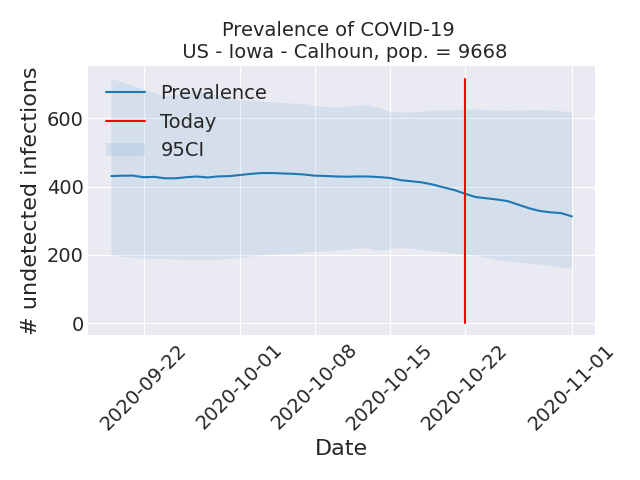 Prevalence of COVID-19
US - Iowa - Calhoun, pop. = 9668
# undetected infections
600
400
200
0
Prevalence
Today
95CI
2020-09-22
2020-10-01
2020-10-08
2020-10-15
2020-10-22
2020-11-01
Date